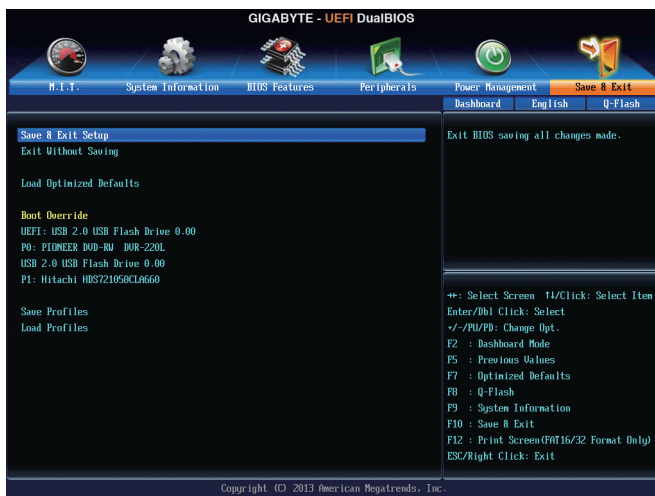 GIGABYTE - UEFI DualBIOS
M.I.T. System Information BIOS Features Peripherals Power Management Save & Exit
Dashboard English Q-Flash
Save & Exit Setup
Exit Without Saving
Load Optimized Defaults
Boot Override
UEFI: USB 2.0 USB Flash Drive 0.00
P0: PIONEER DVD-RW DVR-220L
USB 2.0 USB Flash Drive 0.00
P1: Hitachi HDS721050CLA660
Save Profiles
Load Profiles
Exit BIOS saving all changes made.
→←: Select Screen ↑↓/Click: Select Item
Enter/Dbl Click: Select
+/-/PU/PD: Change Opt.
F2 : Dashboard Mode
F5 : Previous Values
F7 : Optimized Defaults
F8 : Q-Flash
F9 : System Information
F10 : Save & Exit
F12 : Print Screen(FAT16/32 Format Only)
ESC/Right Click: Exit
Copyright (C) 2013 American Megatrends, Inc.